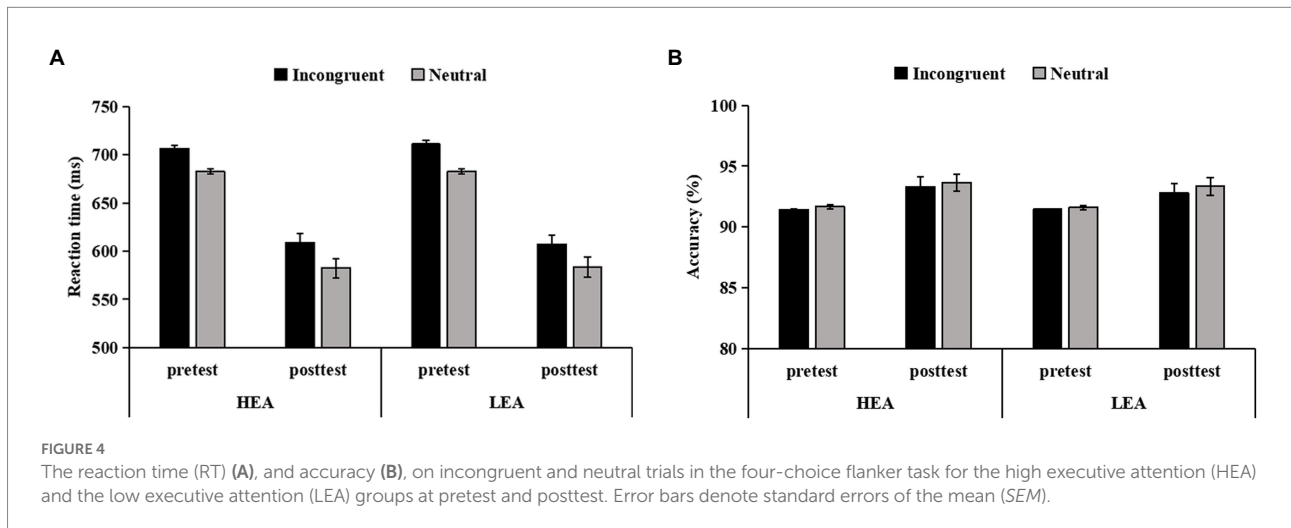 A
Incongruent Neutral
Reaction time (ms)
750
700
650
600
550
500
pretest posttest pretest posttest
HEA LEA
B
Incongruent Neutral
Accuracy (%)
100
95
90
85
80
pretest posttest pretest posttest
HEA LEA
FIGURE 4
The reaction time (RT) (A), and accuracy (B), on incongruent and neutral trials in the four-choice flanker task for the high executive attention (HEA)
and the low executive attention (LEA) groups at pretest and posttest. Error bars denote standard errors of the mean (SEM).